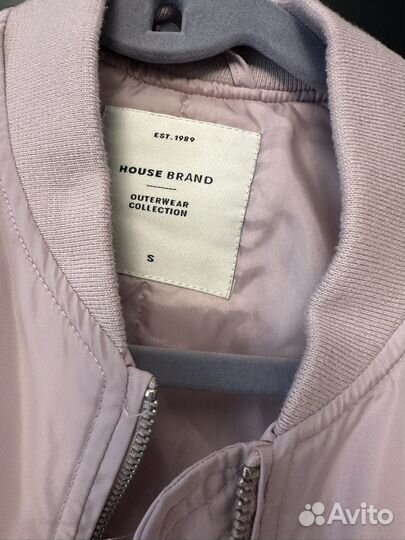 EST. 1989
HOUSE BRAND
OUTERWEAR
COLLECTION
S
Avito